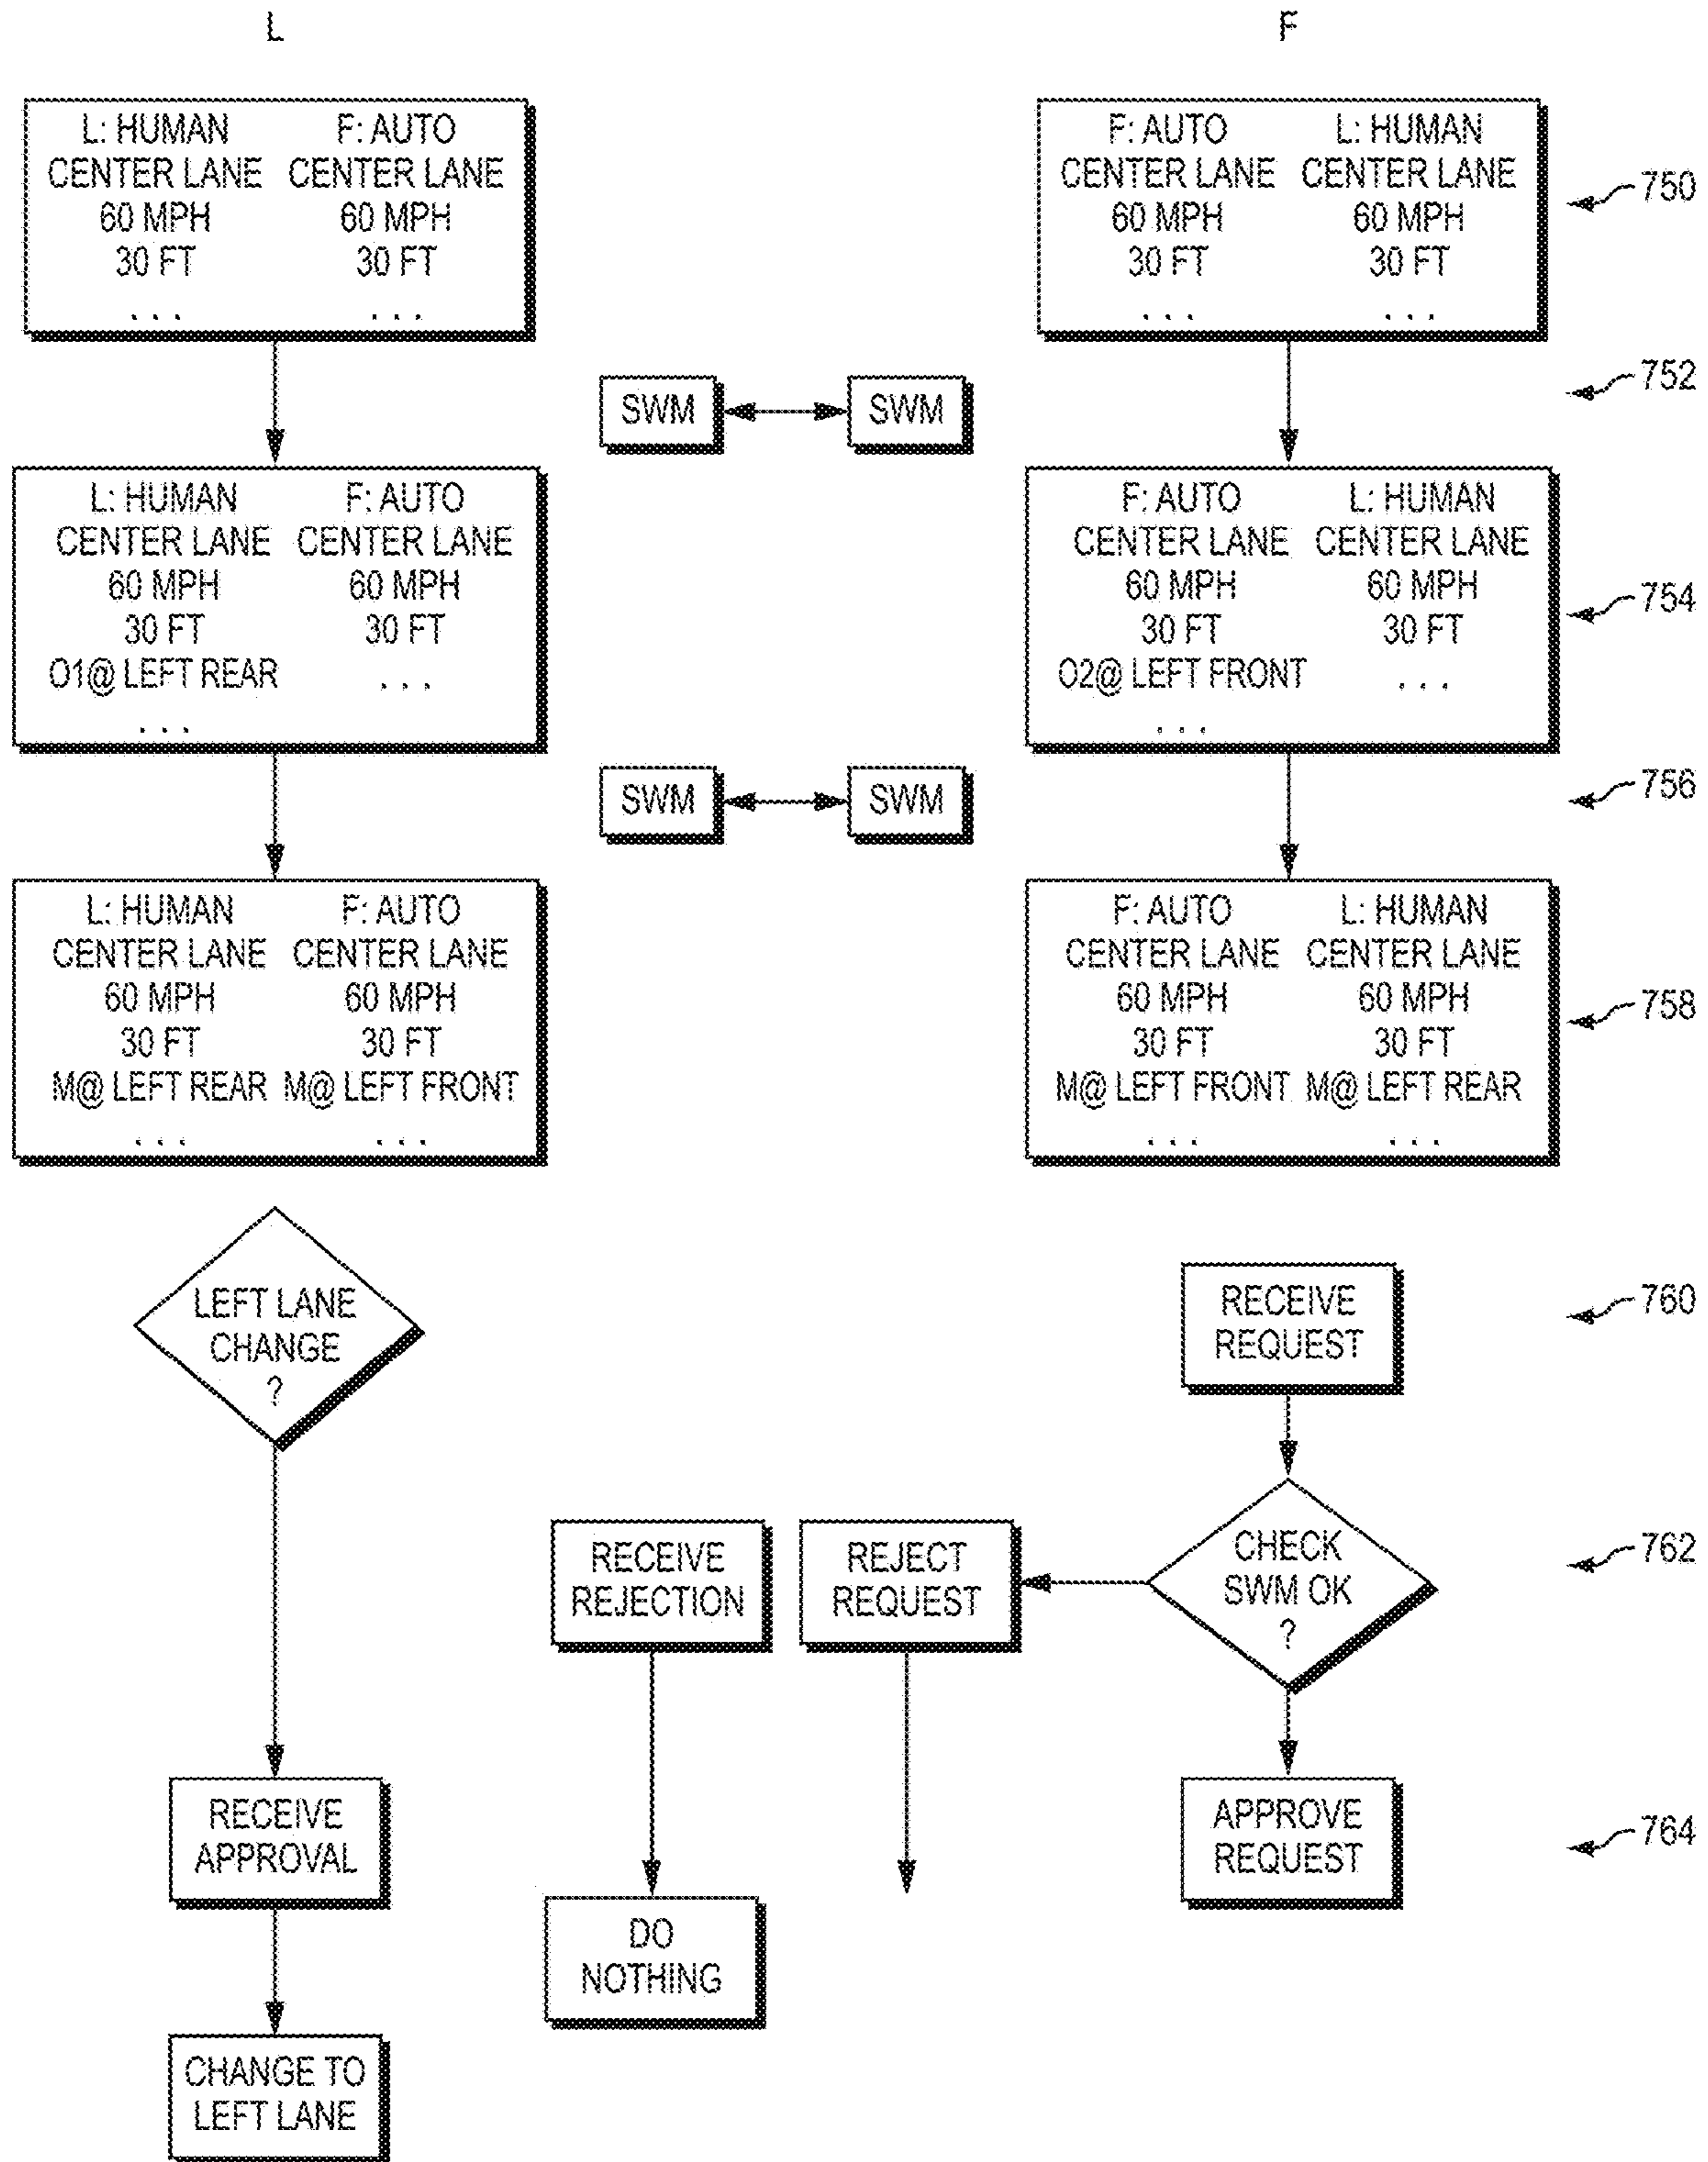 L
F
L: HUMAN F: AUTO
CENTER LANE CENTER LANE
60 MPH 60 MPH
30 FT 30 FT
. . . . . .
F: AUTO L: HUMAN
CENTER LANE CENTER LANE
60 MPH 60 MPH
30 FT 30 FT
. . . . . .
750
SWM
SWM
752
L: HUMAN F: AUTO
CENTER LANE CENTER LANE
60 MPH 60 MPH
30 FT 30 FT
O1@ LEFT REAR . . .
. . .
F: AUTO L: HUMAN
CENTER LANE CENTER LANE
60 MPH 60 MPH
30 FT 30 FT
O2@ LEFT FRONT . . .
. . .
754
SWM
SWM
756
L: HUMAN F: AUTO
CENTER LANE CENTER LANE
60 MPH 60 MPH
30 FT 30 FT
M@ LEFT REAR M@ LEFT FRONT
. . . . . .
F: AUTO L: HUMAN
CENTER LANE CENTER LANE
60 MPH 60 MPH
30 FT 30 FT
M@ LEFT FRONT M@ LEFT REAR
. . . . . .
758
LEFT LANE
CHANGE
?
RECEIVE
REQUEST
760
RECEIVE
REJECTION
REJECT
REQUEST
CHECK
SWM OK
?
762
RECEIVE
APPROVAL
APPROVE
REQUEST
764
DO
NOTHING
CHANGE TO
LEFT LANE